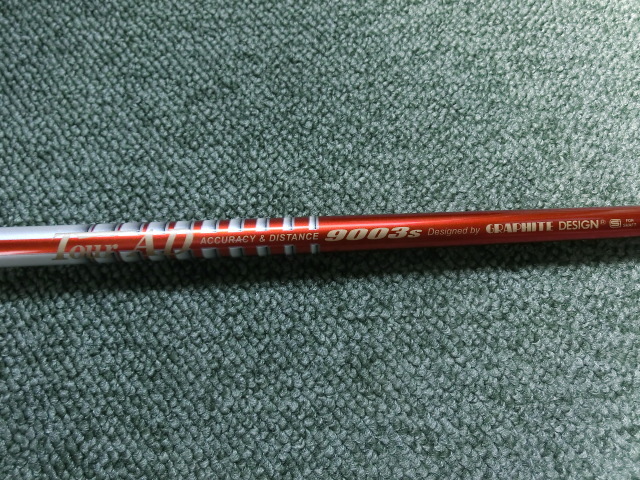 Tour AD ACCURACY & DISTANCE 9003s Designed by GRAPHITE DESIGN